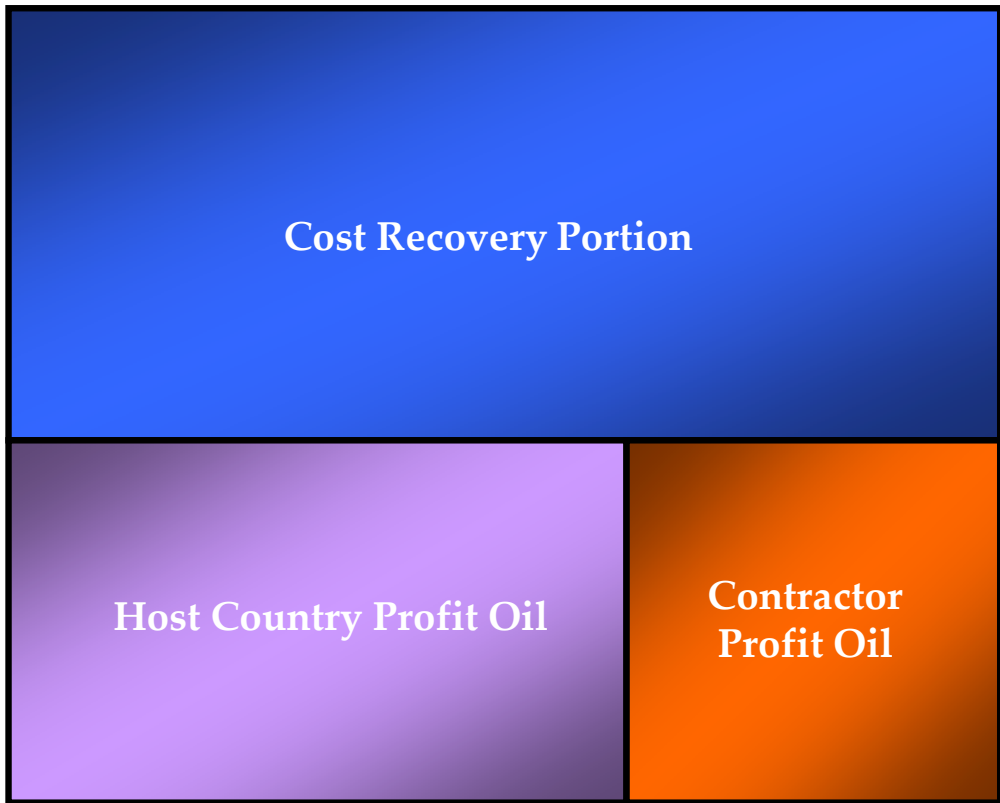 Cost Recovery Portion
Host Country Profit Oil
Contractor
Profit Oil